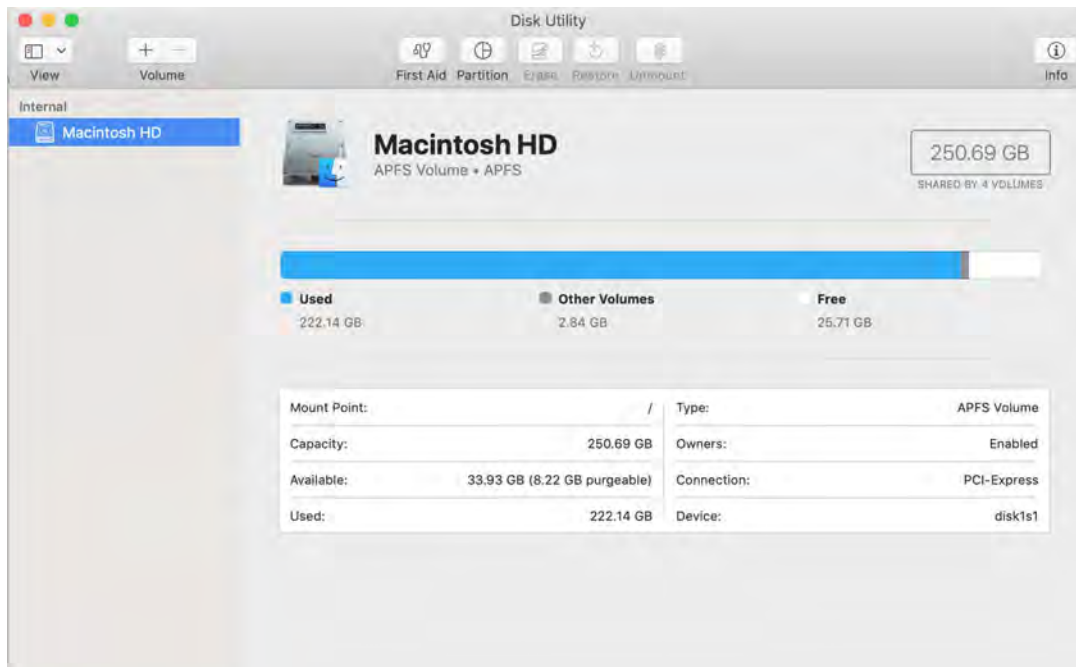 Disk Utility
View
Volume
First Aid
Partition
Erase
Restore
Unmount
Info
Internal
Macintosh HD
Macintosh HD
APFS Volume • APFS
250.69 GB
SHARED BY 4 VOLUMES
Used
222.14 GB
Other Volumes
2.84 GB
Free
25.71 GB
Mount Point: /
Capacity: 250.69 GB
Available: 33.93 GB (8.22 GB purgeable)
Used: 222.14 GB
Type: APFS Volume
Owners: Enabled
Connection: PCI-Express
Device: disk1s1